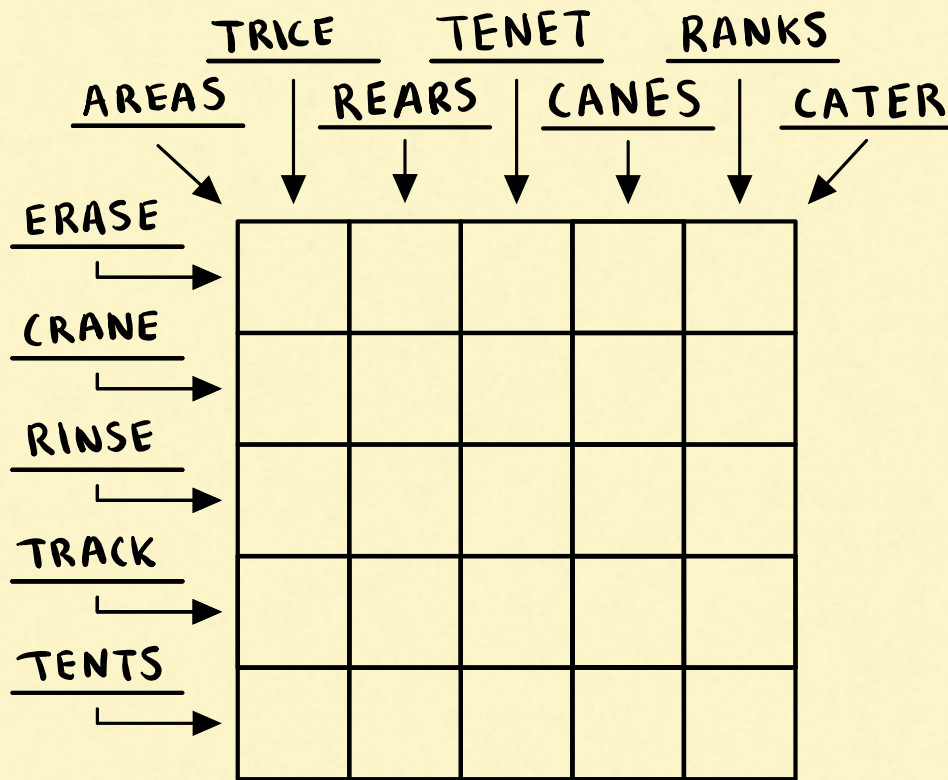 TRICE TENET RANKS
AREAS REARS CANES CATER
ERASE
CRANE
RINSE
TRACK
TENTS